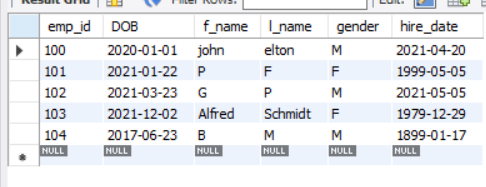 Result Grid Filter Rows: Edit:
emp_id DOB f_name l_name gender hire_date
100 2020-01-01 john elton M 2021-04-20
101 2021-01-22 P F F 1999-05-05
102 2021-03-23 G P M 2021-05-05
103 2021-12-02 Alfred Schmidt F 1979-12-29
104 2017-06-23 B M M 1899-01-17
NULL NULL NULL NULL NULL NULL